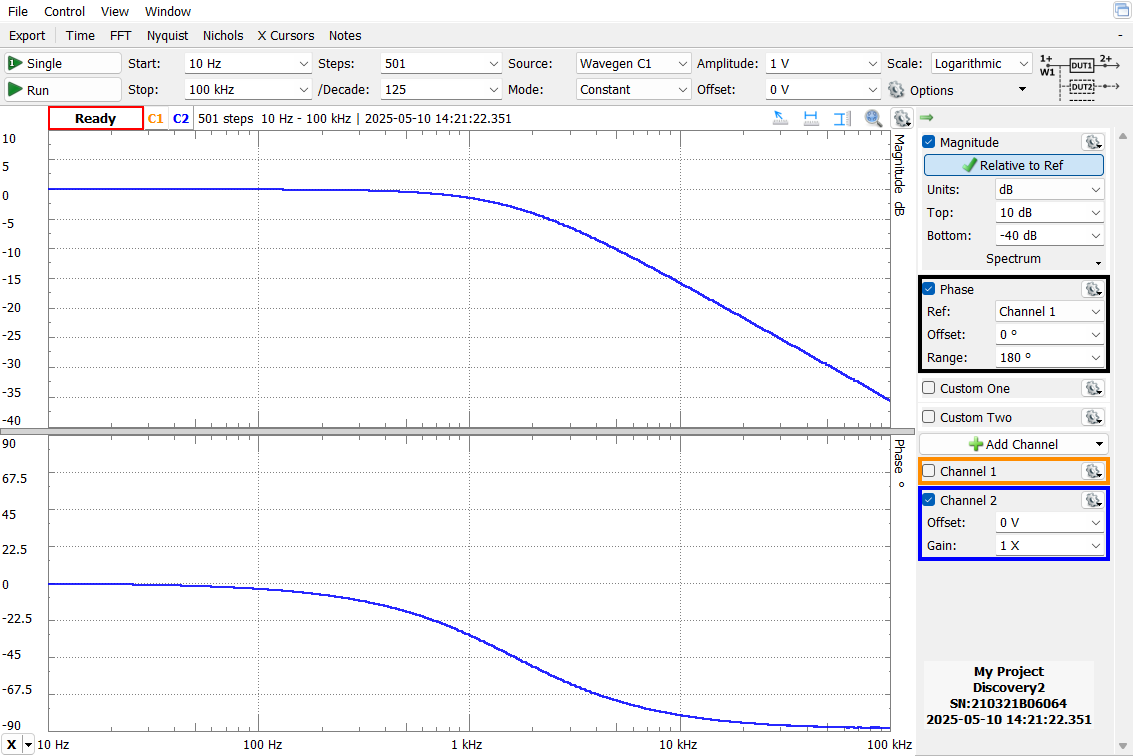 File Control View Window
Export Time FFT Nyquist Nichols X Cursors Notes -
1 Single Start: 10 Hz Steps: 501 Source: Wavegen C1 Amplitude: 1 V Scale: Logarithmic 1+ W1 DUT1 2+
Run Stop: 100 kHz /Decade: 125 Mode: Constant Offset: 0 V Options DUT2
Ready C1 C2 501 steps 10 Hz - 100 kHz | 2025-05-10 14:21:22.351
10
5
0
-5
-10
-15
-20
-25
-30
-35
-40
Magnitude dB
90
67.5
45
22.5
0
-22.5
-45
-67.5
-90
Phase °
X 10 Hz 100 Hz 1 kHz 10 kHz 100 kHz
Magnitude
Relative to Ref
Units: dB
Top: 10 dB
Bottom: -40 dB
Spectrum
Phase
Ref: Channel 1
Offset: 0 °
Range: 180 °
Custom One
Custom Two
Add Channel
Channel 1
Channel 2
Offset: 0 V
Gain: 1 X
My Project
Discovery2
SN:210321B06064
2025-05-10 14:21:22.351